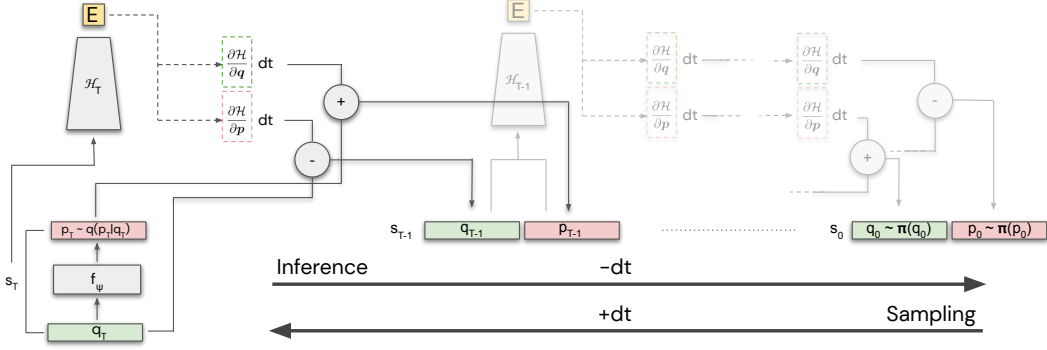 E
ℋ_T
∂ℋ/∂𝒒 dt
∂ℋ/∂𝒑 dt
+
-
p_T ~ q(p_T|q_T)
s_T
f_ψ
q_T
E
ℋ_T-1
∂ℋ/∂𝒒 dt
∂ℋ/∂𝒑 dt
∂ℋ/∂𝒒 dt
∂ℋ/∂𝒑 dt
-
+
s_T-1 q_T-1 p_T-1
s_0 q_0 ~ π(q_0) p_0 ~ π(p_0)
Inference -dt
+dt Sampling